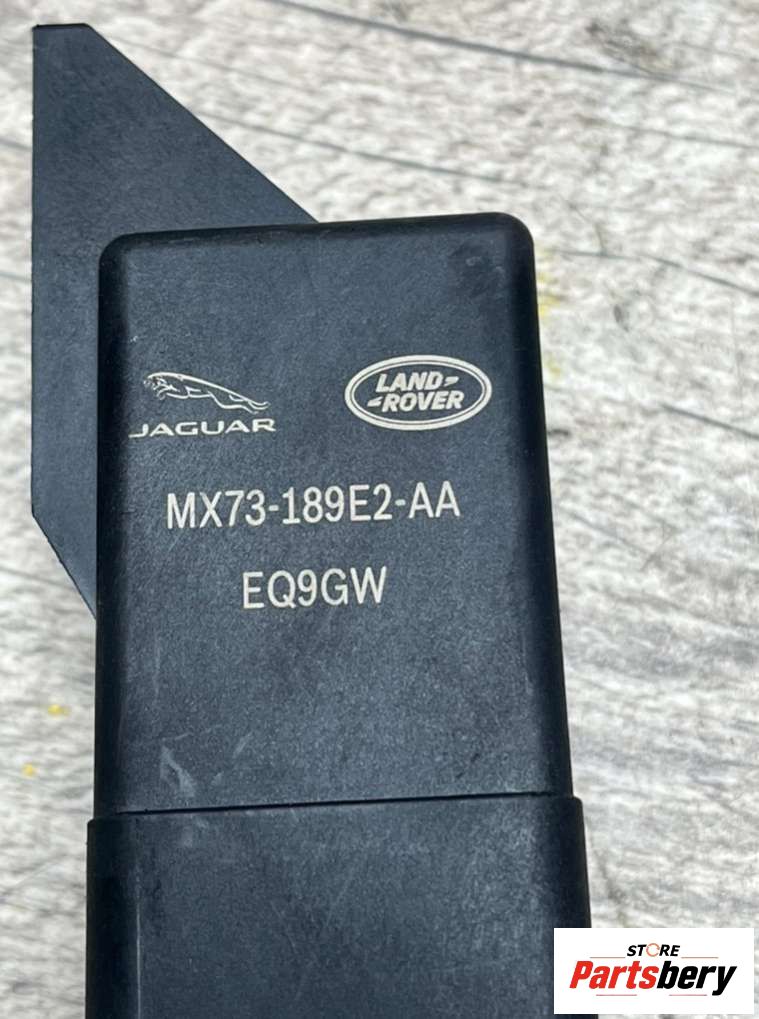 JAGUAR
LAND-
-ROVER
MX73-189E2-AA
EQ9GW
STORE
Partsbery